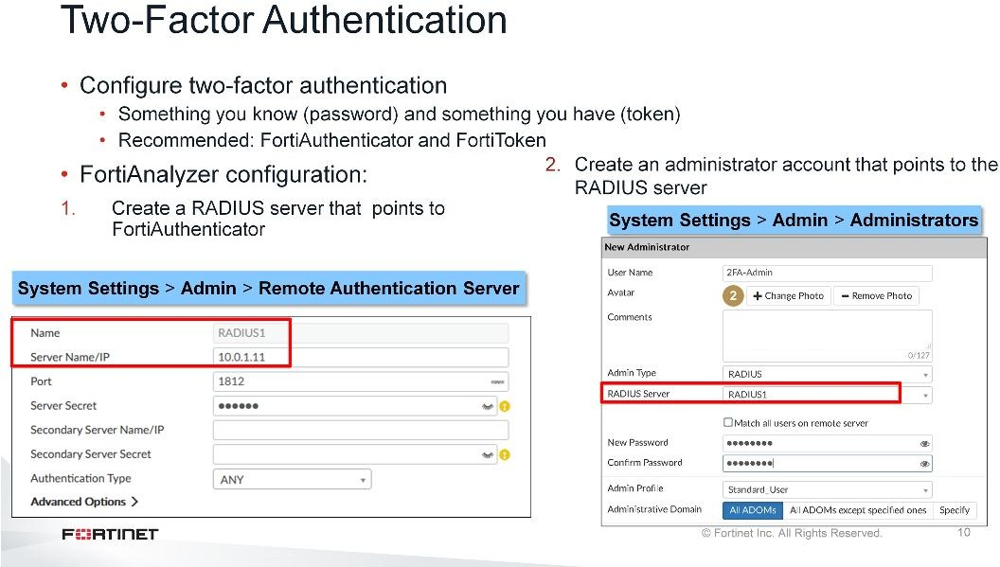 Two-Factor Authentication
• Configure two-factor authentication
• Something you know (password) and something you have (token)
• Recommended: FortiAuthenticator and FortiToken
• FortiAnalyzer configuration:
1. Create a RADIUS server that points to
FortiAuthenticator
System Settings > Admin > Remote Authentication Server
Name RADIUS1
Server Name/IP 10.0.1.11
Port 1812
Server Secret ••••••
Secondary Server Name/IP
Secondary Server Secret
Authentication Type ANY
Advanced Options >
2. Create an administrator account that points to the
RADIUS server
System Settings > Admin > Administrators
New Administrator
User Name 2FA-Admin
Avatar 2 + Change Photo − Remove Photo
Comments
0/127
Admin Type RADIUS
RADIUS Server RADIUS1
Match all users on remote server
New Password ••••••••
Confirm Password ••••••••
Admin Profile Standard_User
Administrative Domain All ADOMs All ADOMs except specified ones Specify
FORTINET
© Fortinet Inc. All Rights Reserved. 10